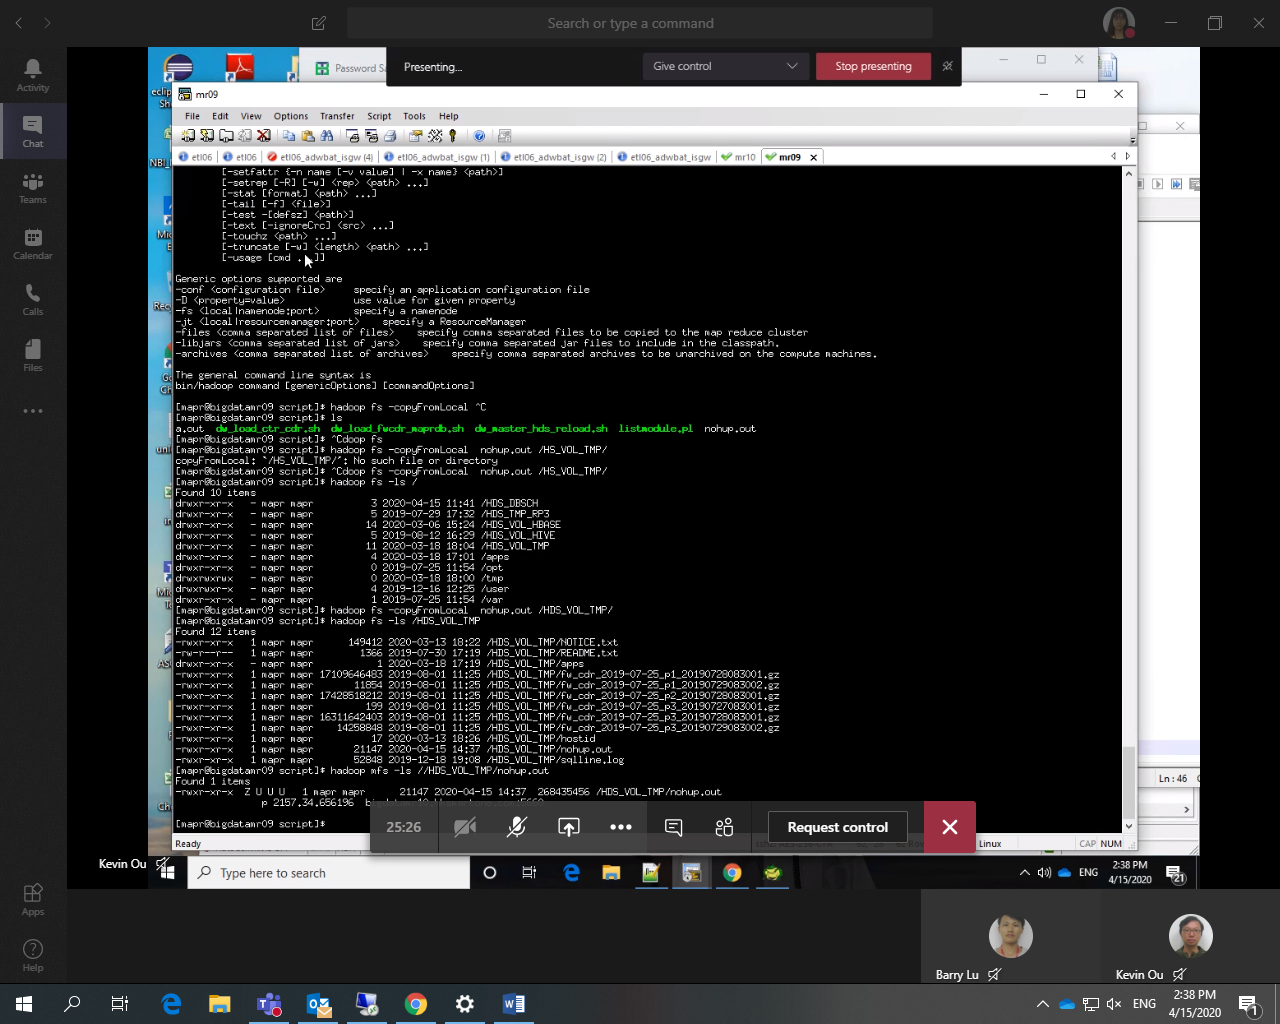 Search or type a command
Activity
Chat
Teams
Calendar
Calls
Files
Apps
Help
Password Sa
Presenting...
Give control
Stop presenting
mr09
File Edit View Options Transfer Script Tools Help
etl06 etl06 etl06_adwbat_isgw (4) etl06_adwbat_isgw (1) etl06_adwbat_isgw (2) etl06_adwbat_isgw mr10 mr09
[-setfattr {-n name [-v value] | -x name} <path>]
[-setrep [-R] [-w] <rep> <path> ...]
[-stat [format] <path> ...]
[-tail [-f] <file>]
[-test -[defsz] <path>]
[-text [-ignoreCrc] <src> ...]
[-touchz <path> ...]
[-truncate [-w] <length> <path> ...]
[-usage [cmd ...]]
Generic options supported are
-conf <configuration file> specify an application configuration file
-D <property=value> use value for given property
-fs <local|namenode:port> specify a namenode
-jt <local|resourcemanager:port> specify a ResourceManager
-files <comma separated list of files> specify comma separated files to be copied to the map reduce cluster
-libjars <comma separated list of jars> specify comma separated jar files to include in the classpath.
-archives <comma separated list of archives> specify comma separated archives to be unarchived on the compute machines.
The general command line syntax is
bin/hadoop command [genericOptions] [commandOptions]
[mapr@bigdatamr09 script]* hadoop fs -copyFromLocal ^C
[mapr@bigdatamr09 script]* ls
a.out dw_load_ctr_cdr.sh dw_load_fwcdr_maprdb.sh dw_master_hds_reload.sh listmodule.pl nohup.out
[mapr@bigdatamr09 script]* ^Cdoop fs
[mapr@bigdatamr09 script]* hadoop fs -copyFromLocal nohup.out /HS_VOL_TMP/
copyFromLocal: `/HS_VOL_TMP/': No such file or directory
[mapr@bigdatamr09 script]* ^Cdoop fs -copyFromLocal nohup.out /HS_VOL_TMP/
[mapr@bigdatamr09 script]* hadoop fs -ls /
Found 10 items
drwxr-xr-x - mapr mapr 3 2020-04-15 11:41 /HDS_DBSCH
drwxr-xr-x - mapr mapr 5 2019-07-29 17:32 /HDS_TMP_RP3
drwxr-xr-x - mapr mapr 14 2020-03-06 15:24 /HDS_VOL_HBASE
drwxr-xr-x - mapr mapr 5 2019-08-12 16:29 /HDS_VOL_HIVE
drwxr-xr-x - mapr mapr 11 2020-03-18 18:04 /HDS_VOL_TMP
drwxr-xr-x - mapr mapr 4 2020-03-18 17:01 /apps
drwxr-xr-x - mapr mapr 0 2019-07-25 11:54 /opt
drwxrwxrwx - mapr mapr 0 2020-03-18 18:00 /tmp
drwxr-xr-x - mapr mapr 4 2019-12-16 12:25 /user
drwxr-xr-x - mapr mapr 1 2019-07-25 11:54 /var
[mapr@bigdatamr09 script]* hadoop fs -copyFromLocal nohup.out /HDS_VOL_TMP/
[mapr@bigdatamr09 script]* hadoop fs -ls /HDS_VOL_TMP
Found 12 items
-rwxr-xr-x 1 mapr mapr 149412 2020-03-13 18:22 /HDS_VOL_TMP/NOTICE.txt
-rw-r--r-- 1 mapr mapr 1366 2019-07-30 17:19 /HDS_VOL_TMP/README.txt
drwxr-xr-x - mapr mapr 1 2020-03-18 17:19 /HDS_VOL_TMP/apps
-rwxr-xr-x 1 mapr mapr 17109646483 2019-08-01 11:25 /HDS_VOL_TMP/fw_cdr_2019-07-25_p1_20190728083001.gz
-rwxr-xr-x 1 mapr mapr 11854 2019-08-01 11:25 /HDS_VOL_TMP/fw_cdr_2019-07-25_p1_20190729083002.gz
-rwxr-xr-x 1 mapr mapr 17428518212 2019-08-01 11:25 /HDS_VOL_TMP/fw_cdr_2019-07-25_p2_20190728083001.gz
-rwxr-xr-x 1 mapr mapr 199 2019-08-01 11:25 /HDS_VOL_TMP/fw_cdr_2019-07-25_p3_20190727083001.gz
-rwxr-xr-x 1 mapr mapr 16311642403 2019-08-01 11:25 /HDS_VOL_TMP/fw_cdr_2019-07-25_p3_20190728083001.gz
-rwxr-xr-x 1 mapr mapr 14258848 2019-08-01 11:25 /HDS_VOL_TMP/fw_cdr_2019-07-25_p3_20190729083002.gz
-rwxr-xr-x 1 mapr mapr 17 2020-03-13 18:26 /HDS_VOL_TMP/hostid
-rwxr-xr-x 1 mapr mapr 21147 2020-04-15 14:37 /HDS_VOL_TMP/nohup.out
-rwxr-xr-x 1 mapr mapr 52848 2019-12-18 19:08 /HDS_VOL_TMP/sqlline.log
[mapr@bigdatamr09 script]* hadoop mfs -ls //HDS_VOL_TMP/nohup.out
Found 1 items
-rwxr-xr-x Z U U U 1 mapr mapr 21147 2020-04-15 14:37 268435456 /HDS_VOL_TMP/nohup.out
p 2157.34.656196
[mapr@bigdatamr09 script]*
25:26
Request control
Ready
Linux
CAP NUM
Ln:46
Kevin Ou
Type here to search
ENG
2:38 PM
4/15/2020
21
Barry Lu
Kevin Ou
ENG
2:38 PM
4/15/2020
1